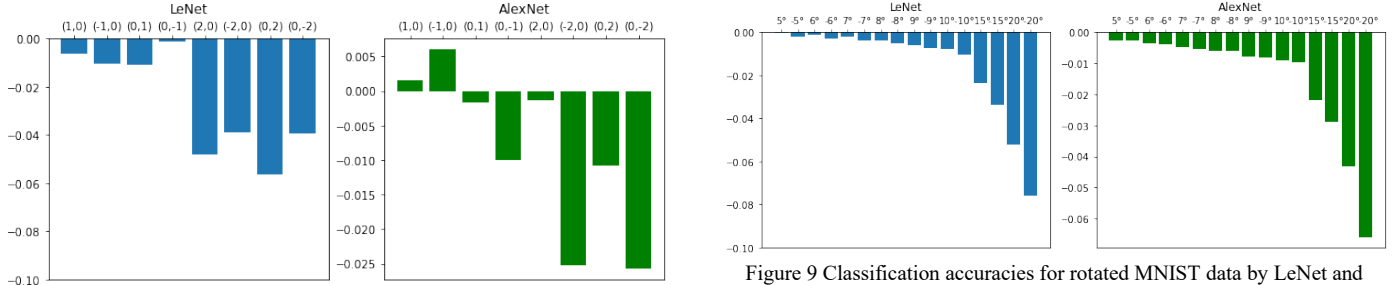 LeNet
(1,0) (-1,0) (0,1) (0,-1) (2,0) (-2,0) (0,2) (0,-2)
0.00
−0.02
−0.04
−0.06
−0.08
−0.10
AlexNet
(1,0) (-1,0) (0,1) (0,-1) (2,0) (-2,0) (0,2) (0,-2)
0.005
0.000
−0.005
−0.010
−0.015
−0.020
−0.025
LeNet
5° -5° 6° -6° 7° -7° 8° -8° 9° -9° 10° -10° 15° -15° 20° -20°
0.00
−0.02
−0.04
−0.06
−0.08
−0.10
AlexNet
5° -5° 6° -6° 7° -7° 8° -8° 9° -9° 10° -10° 15° -15° 20° -20°
0.00
−0.01
−0.02
−0.03
−0.04
−0.05
−0.06
Figure 9 Classification accuracies for rotated MNIST data by LeNet and